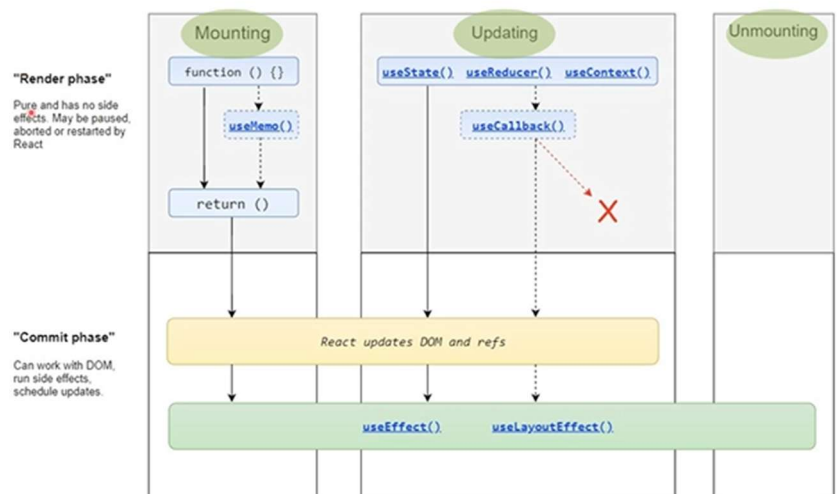 Mounting
Updating
Unmounting
"Render phase"
Pure and has no side
effects. May be paused,
aborted or restarted by
React
function () {}
useMemo()
return ()
useState() useReducer() useContext()
useCallback()
X
"Commit phase"
Can work with DOM,
run side effects,
schedule updates.
React updates DOM and refs
useEffect() useLayoutEffect()